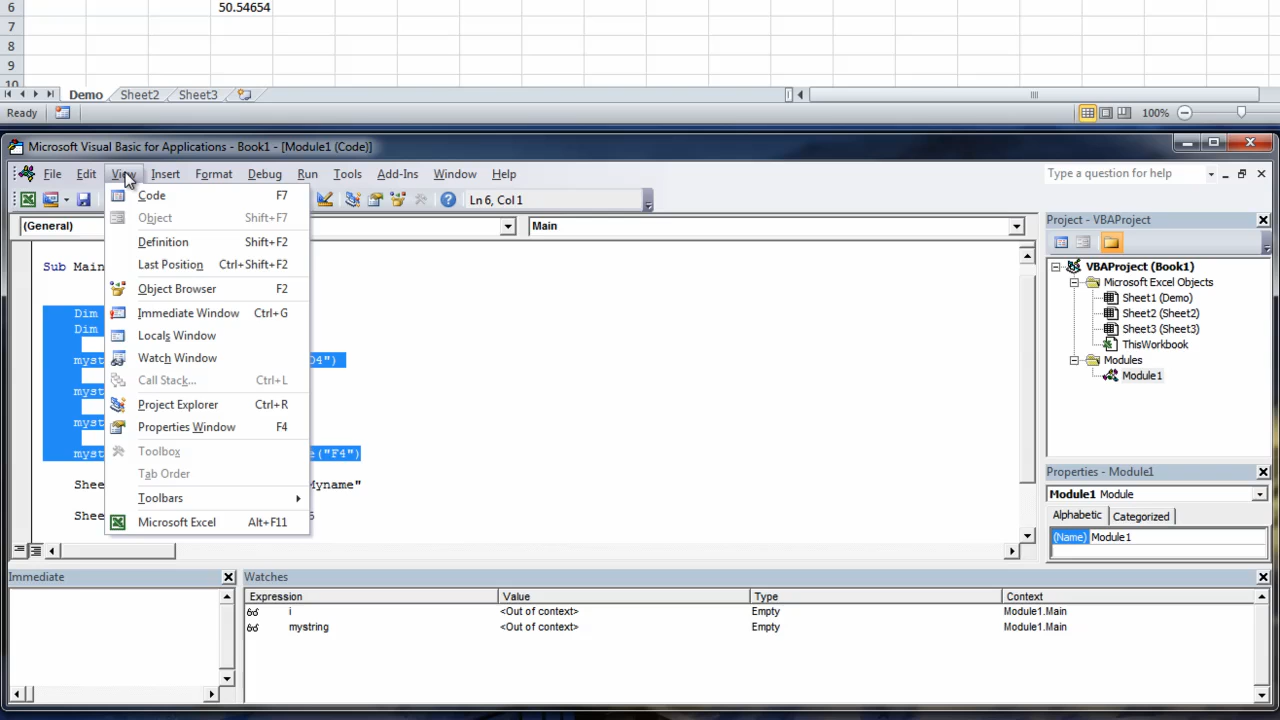 6
50.54654
7
8
9
10
Demo Sheet2 Sheet3
Ready 100%
Microsoft Visual Basic for Applications - Book1 - [Module1 (Code)]
File Edit View Insert Format Debug Run Tools Add-Ins Window Help Type a question for help
Ln 6, Col 1
(General) Main
Sub Main
Dim
Dim
myst D4")
myst
myst
myst e("F4")
Shee Myname"
Shee
Code F7
Object Shift+F7
Definition Shift+F2
Last Position Ctrl+Shift+F2
Object Browser F2
Immediate Window Ctrl+G
Locals Window
Watch Window
Call Stack... Ctrl+L
Project Explorer Ctrl+R
Properties Window F4
Toolbox
Tab Order
Toolbars
Microsoft Excel Alt+F11
Project - VBAProject
VBAProject (Book1)
Microsoft Excel Objects
Sheet1 (Demo)
Sheet2 (Sheet2)
Sheet3 (Sheet3)
ThisWorkbook
Modules
Module1
Properties - Module1
Module1 Module
Alphabetic Categorized
(Name) Module1
Immediate
Watches
Expression Value Type Context
i <Out of context> Empty Module1.Main
mystring <Out of context> Empty Module1.Main